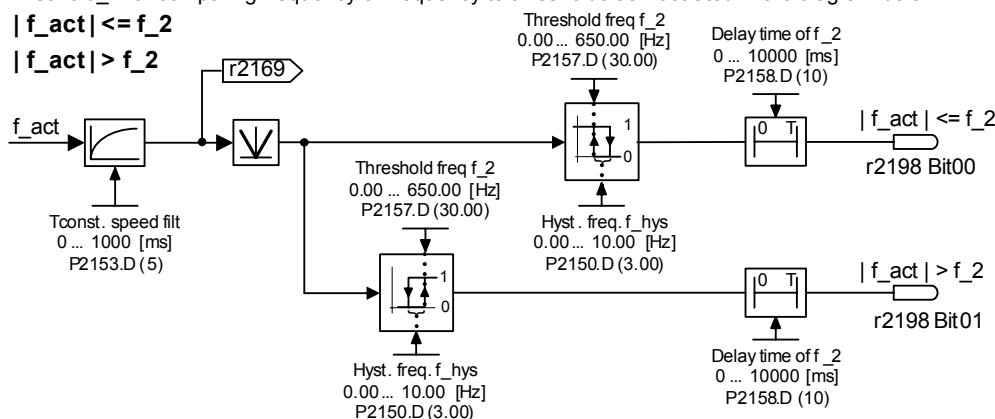 | f_act| <= f_2
| f_act| > f_2
r2169
f_act
Tconst. speed filt
0 ... 1000 [ms]
P2153.D (5)
Threshold freq f_2
0.00 ... 650.00 [Hz]
P2157.D (30.00)
1
0
Hyst. freq. f_hys
0.00 ... 10.00 [Hz]
P2150.D (3.00)
Delay time of f_2
0 ... 10000 [ms]
P2158.D (10)
0 T
| f_act | <= f_2
r2198 Bit00
Threshold freq f_2
0.00 ... 650.00 [Hz]
P2157.D (30.00)
1
0
Hyst. freq. f_hys
0.00 ... 10.00 [Hz]
P2150.D (3.00)
0 T
Delay time of f_2
0 ... 10000 [ms]
P2158.D (10)
| f_act | > f_2
r2198 Bit01